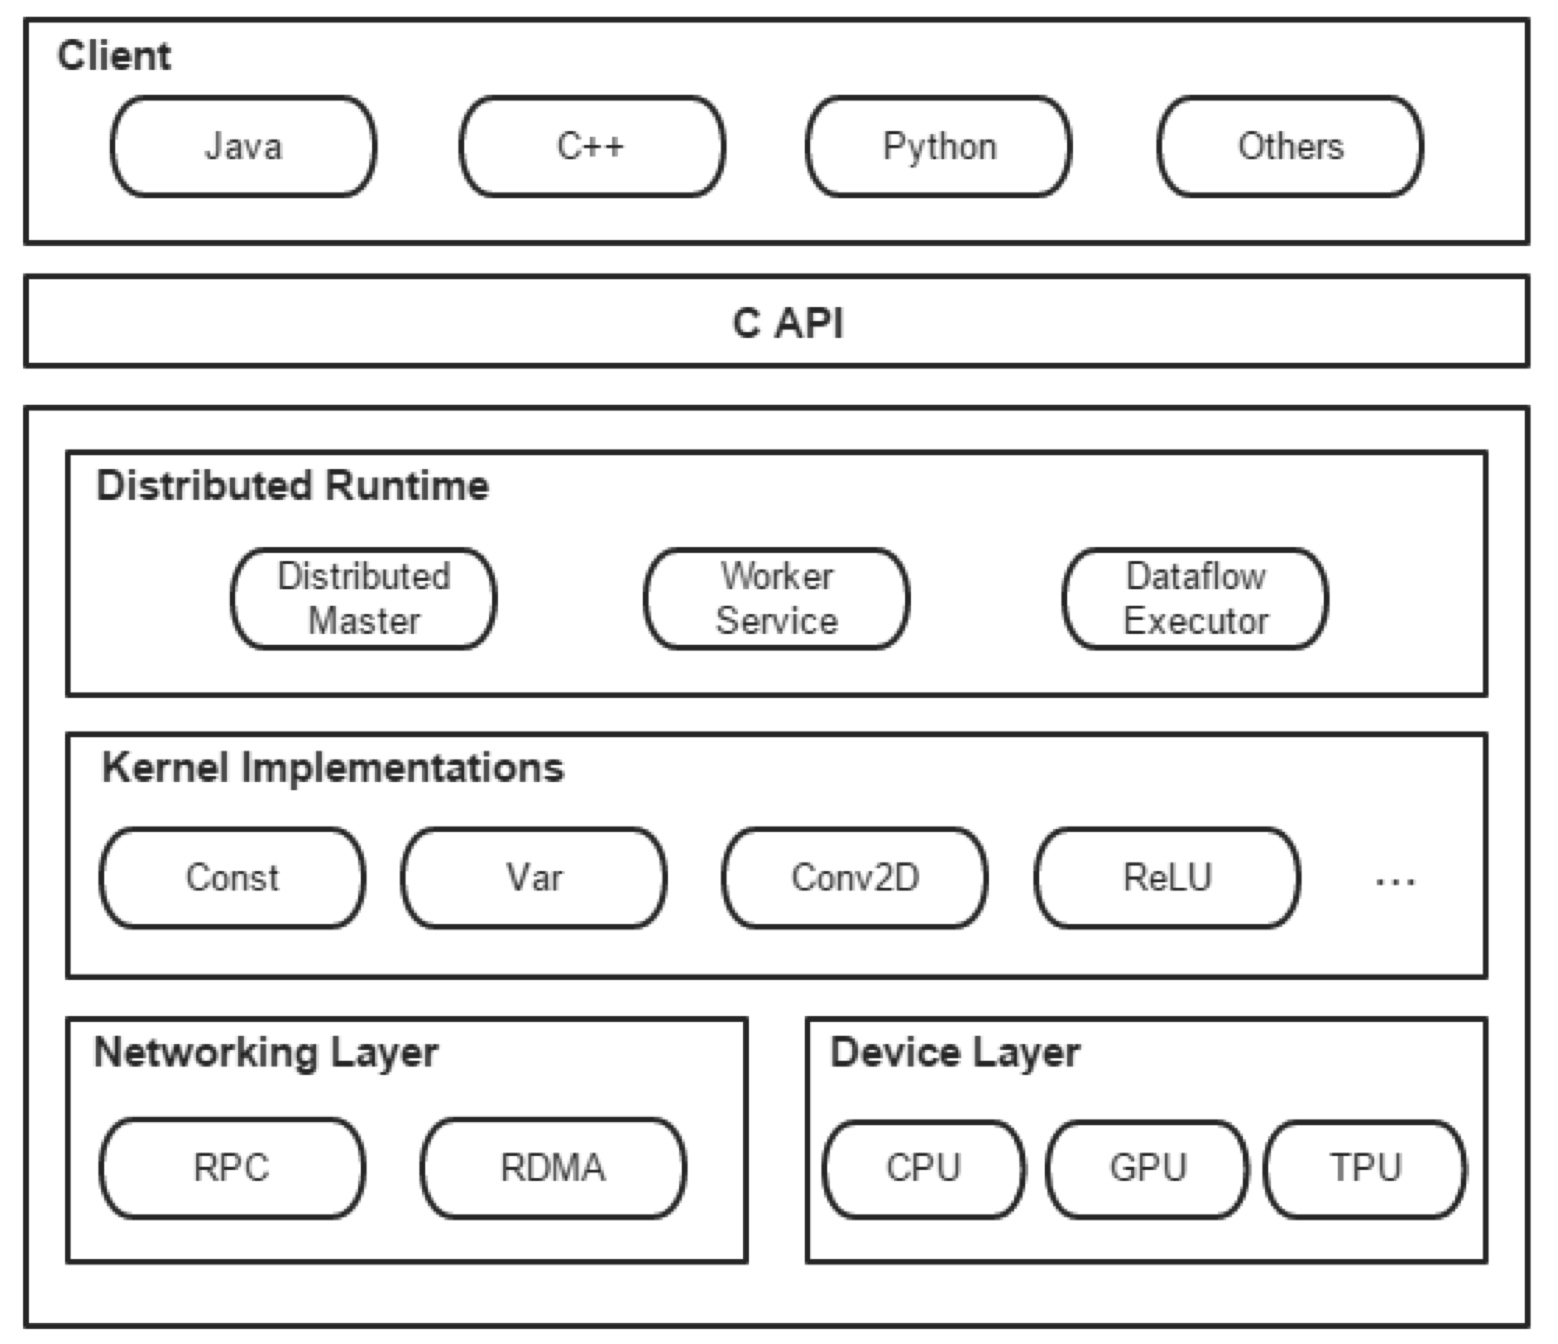 Client
Java
C++
Python
Others
C API
Distributed Runtime
Distributed
Master
Worker
Service
Dataflow
Executor
Kernel Implementations
Const
Var
Conv2D
ReLU
...
Networking Layer
RPC
RDMA
Device Layer
CPU
GPU
TPU